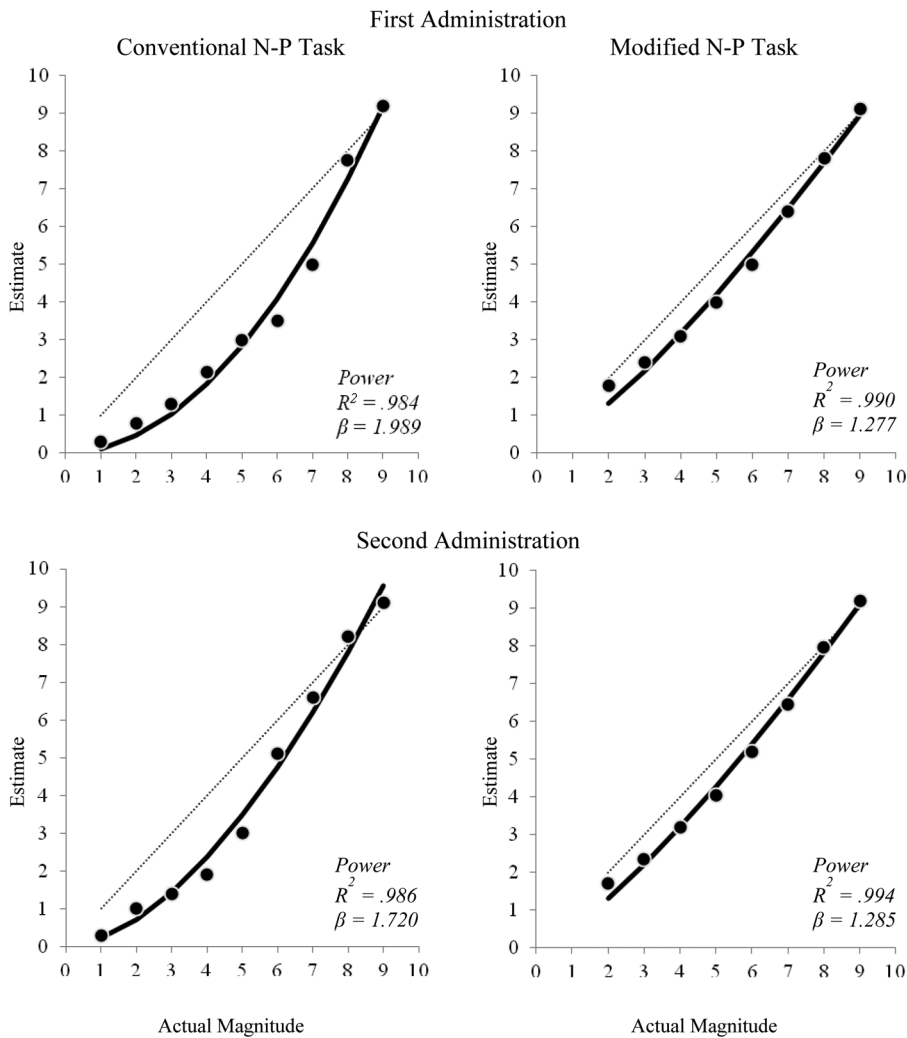 First Administration
Conventional N-P Task
Modified N-P Task
10
9
8
7
6
5
4
3
2
1
0
Estimate
Power
R² = .984
β = 1.989
0 1 2 3 4 5 6 7 8 9 10
10
9
8
7
6
5
4
3
2
1
0
Estimate
Power
R² = .990
β = 1.277
0 1 2 3 4 5 6 7 8 9 10
Second Administration
10
9
8
7
6
5
4
3
2
1
0
Estimate
Power
R² = .986
β = 1.720
0 1 2 3 4 5 6 7 8 9 10
Actual Magnitude
10
9
8
7
6
5
4
3
2
1
0
Estimate
Power
R² = .994
β = 1.285
0 1 2 3 4 5 6 7 8 9 10
Actual Magnitude